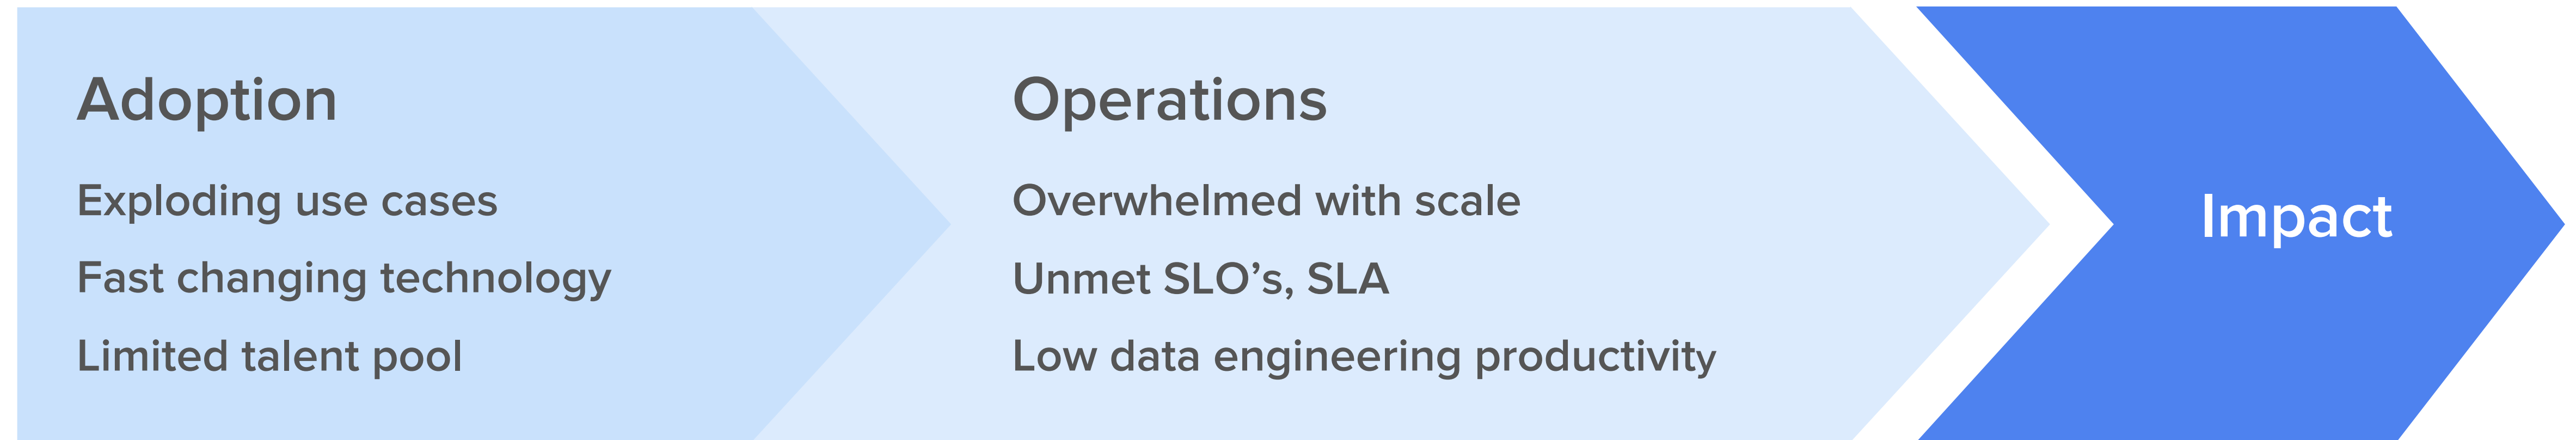 Adoption
Exploding use cases
Fast changing technology
Limited talent pool
Operations
Overwhelmed with scale
Unmet SLO’s, SLA
Low data engineering productivity
Impact